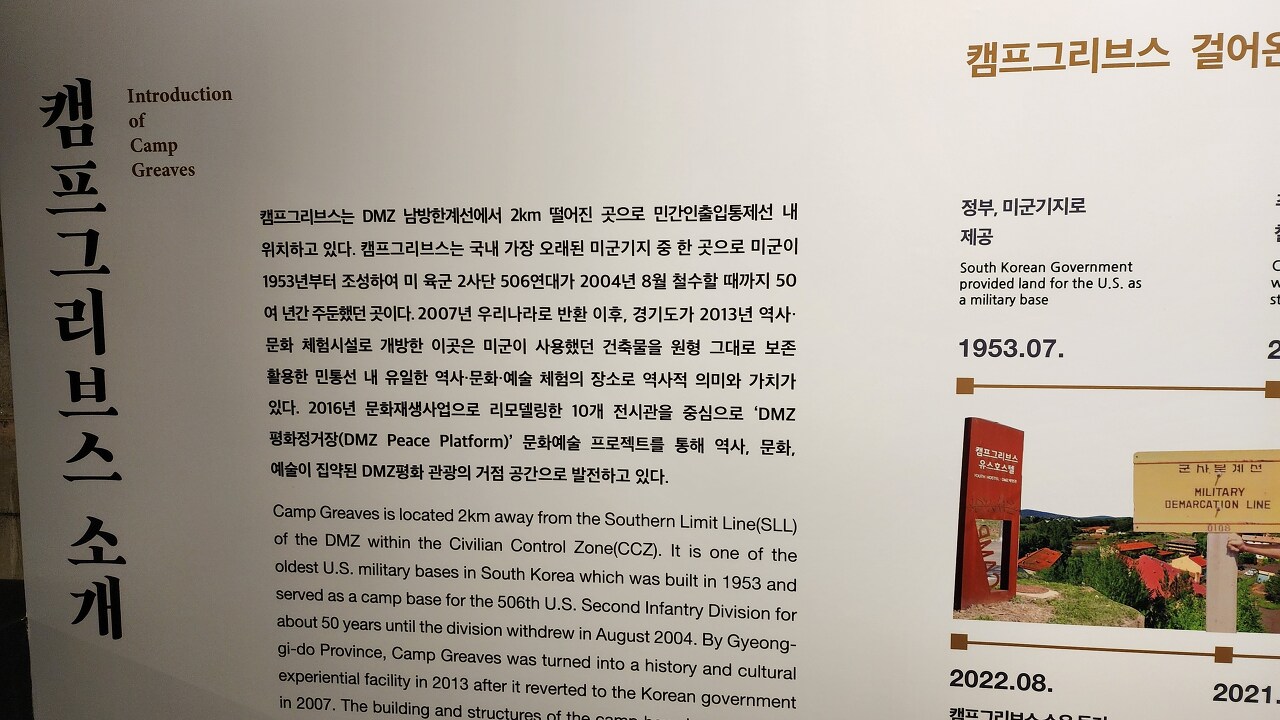 캠프그리브스 소개
Introduction
of
Camp
Greaves
캠프그리브스는 DMZ 남방한계선에서 2km 떨어진 곳으로 민간인출입통제선 내
위치하고 있다. 캠프그리브스는 국내 가장 오래된 미군기지 중 한 곳으로 미군이
1953년부터 조성하여 미 육군 2사단 506연대가 2004년 8월 철수할 때까지 50
여 년간 주둔했던 곳이다. 2007년 우리나라로 반환 이후, 경기도가 2013년 역사·
문화 체험시설로 개방한 이곳은 미군이 사용했던 건축물을 원형 그대로 보존
활용한 민통선 내 유일한 역사·문화·예술 체험의 장소로 역사적 의미와 가치가
있다. 2016년 문화재생사업으로 리모델링한 10개 전시관을 중심으로 ‘DMZ
평화정거장(DMZ Peace Platform)’ 문화예술 프로젝트를 통해 역사, 문화,
예술이 집약된 DMZ평화 관광의 거점 공간으로 발전하고 있다.
Camp Greaves is located 2km away from the Southern Limit Line(SLL)
of the DMZ within the Civilian Control Zone(CCZ). It is one of the
oldest U.S. military bases in South Korea which was built in 1953 and
served as a camp base for the 506th U.S. Second Infantry Division for
about 50 years until the division withdrew in August 2004. By Gyeong-
gi-do Province, Camp Greaves was turned into a history and cultural
experiential facility in 2013 after it reverted to the Korean government
in 2007. The building and structures of the camp
캠프그리브스 걸어온
정부, 미군기지로
제공
South Korean Government
provided land for the U.S. as
a military base
1953.07.
캠프그리브스
유스호스텔
군사분계선
MILITARY
DEMARCATION LINE
0108
2022.08.
2021.